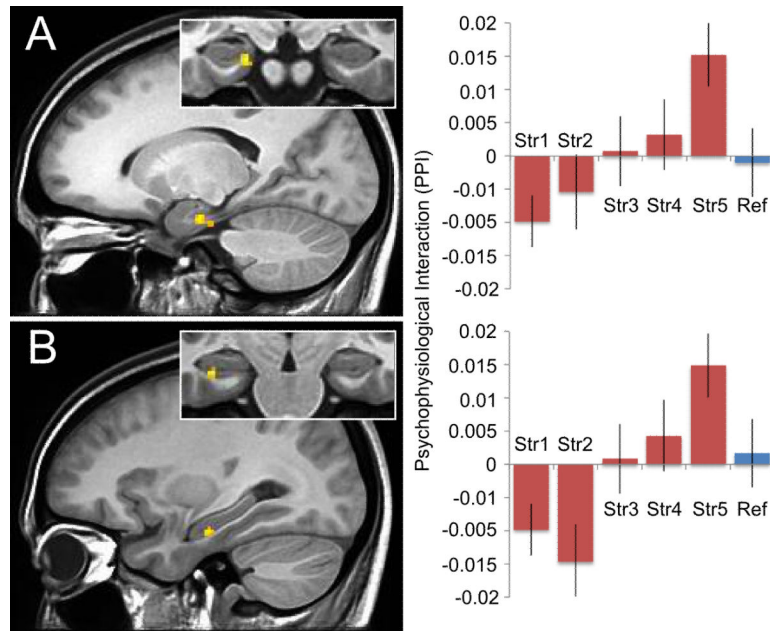 A
B
Psychophysiological Interaction (PPI)
0.02
0.015
0.01
0.005
0
-0.01
-0.005
-0.015
-0.02
Str1 Str2
Str3 Str4 Str5 Ref
0.02
0.015
0.01
0.005
0
-0.01
-0.005
-0.015
-0.02
Str1 Str2
Str3 Str4 Str5 Ref